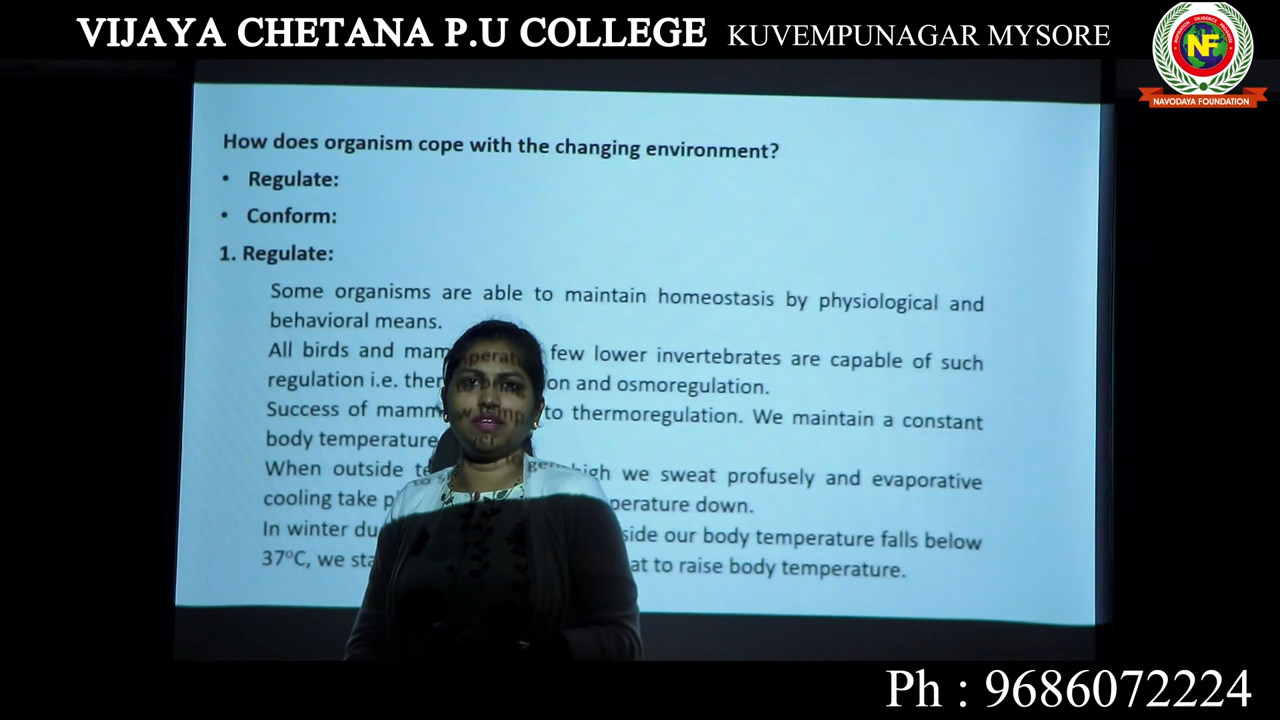 VIJAYA CHETANA P.U COLLEGE KUVEMPUNAGAR MYSORE
NF
NAVODAYA FOUNDATION
How does organism cope with the changing environment?
• Regulate:
• Conform:
1. Regulate:
Some organisms are able to maintain homeostasis by physiological and
behavioral means.
All birds and mam few lower invertebrates are capable of such
regulation i.e. ther on and osmoregulation.
Success of mamm to thermoregulation. We maintain a constant
body temperature
When outside te high we sweat profusely and evaporative
cooling take p perature down.
In winter du side our body temperature falls below
37°C, we sta at to raise body temperature.
Ph : 9686072224